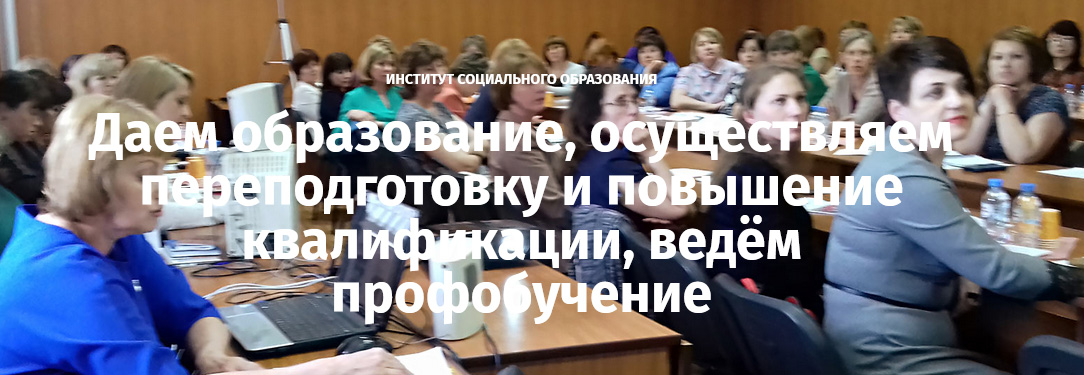 ИНСТИТУТ СОЦИАЛЬНОГО ОБРАЗОВАНИЯ
Даем образование, осуществляем
переподготовку и повышение
квалификации, ведём
профобучение